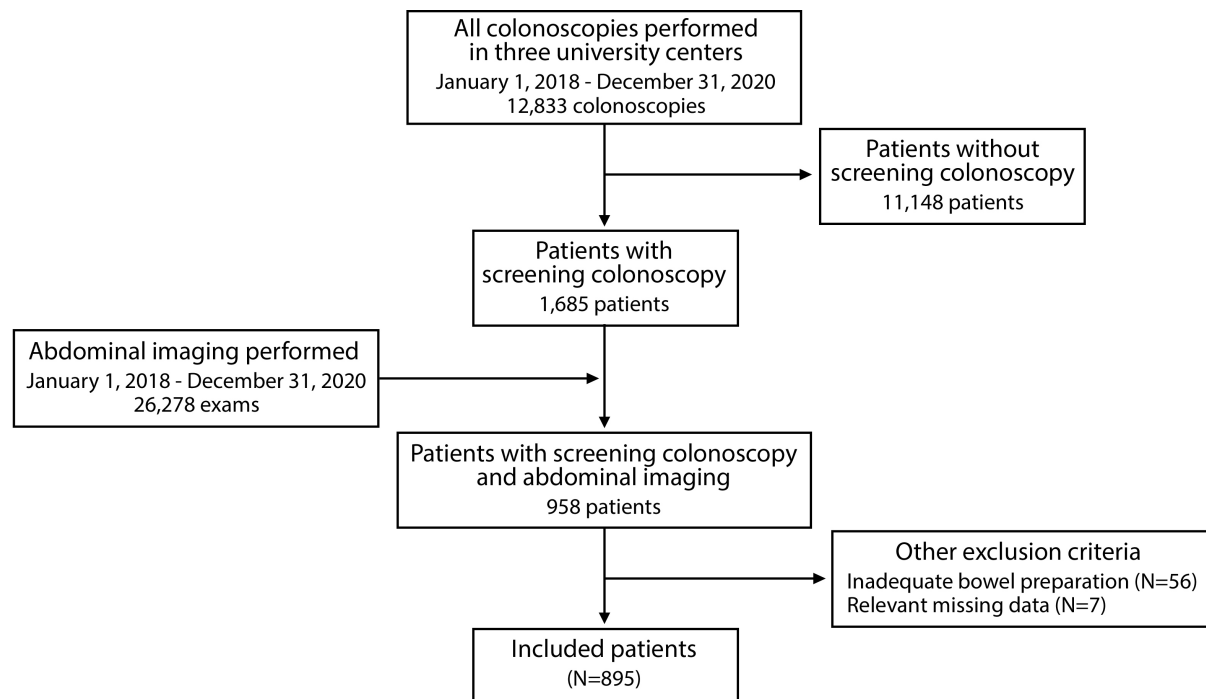 All colonoscopies performed
in three university centers
January 1, 2018 - December 31, 2020
12,833 colonoscopies
Patients without
screening colonoscopy
11,148 patients
Patients with
screening colonoscopy
1,685 patients
Abdominal imaging performed
January 1, 2018 - December 31, 2020
26,278 exams
Patients with screening colonoscopy
and abdominal imaging
958 patients
Other exclusion criteria
Inadequate bowel preparation (N=56)
Relevant missing data (N=7)
Included patients
(N=895)